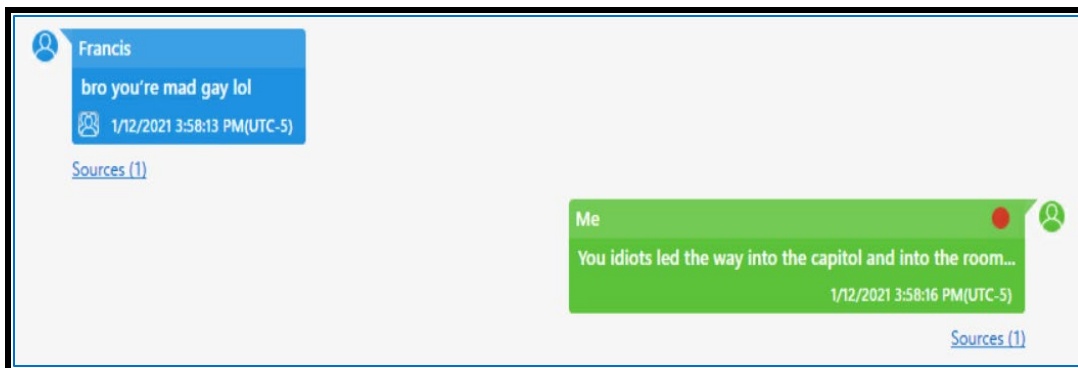 Francis
bro you're mad gay lol
1/12/2021 3:58:13 PM(UTC-5)
Sources (1)
Me
You idiots led the way into the capitol and into the room...
1/12/2021 3:58:16 PM(UTC-5)
Sources (1)